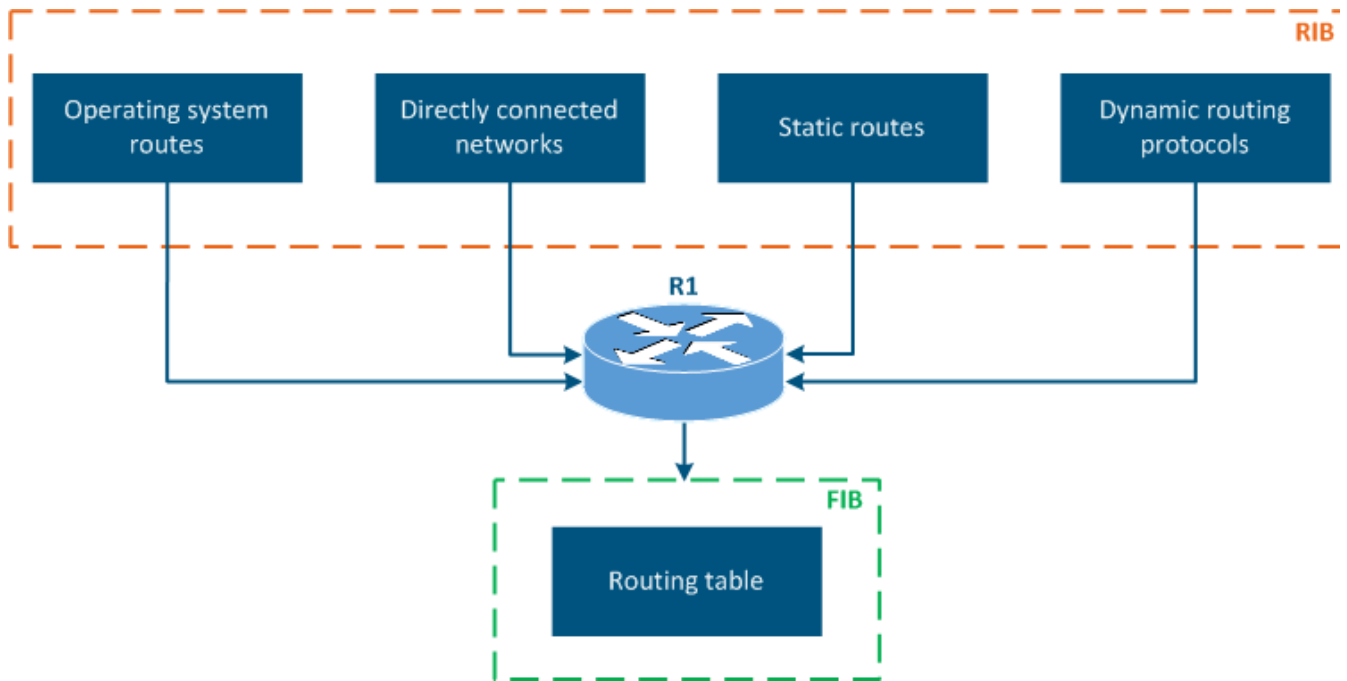 RIB
Operating system
routes
Directly connected
networks
Static routes
Dynamic routing
protocols
R1
FIB
Routing table